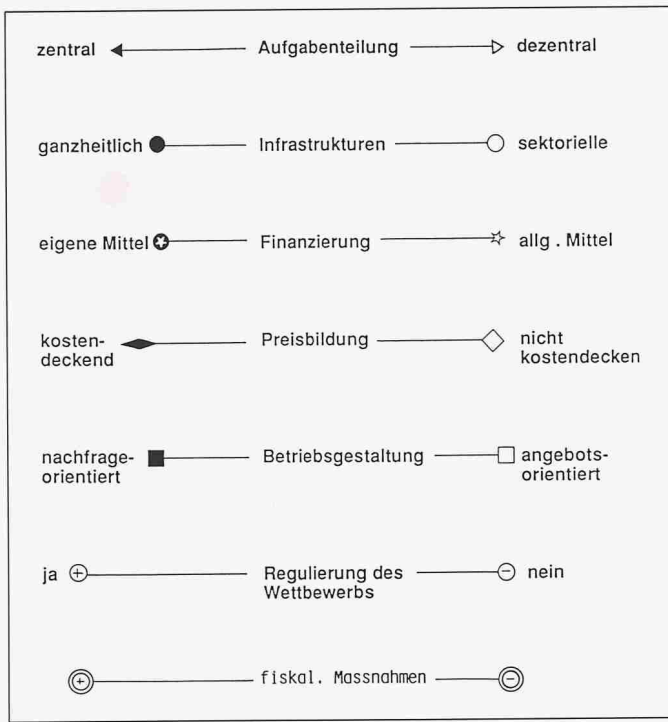 zentral Aufgabenteilung dezentral
ganzheitlich Infrastrukturen sektorielle
eigene Mittel Finanzierung allg . Mittel
kosten-
deckend Preisbildung nicht
kostendecken
nachfrage-
orientiert Betriebsgestaltung angebots-
orientiert
ja Regulierung des
Wettbewerbs nein
fiskal. Massnahmen